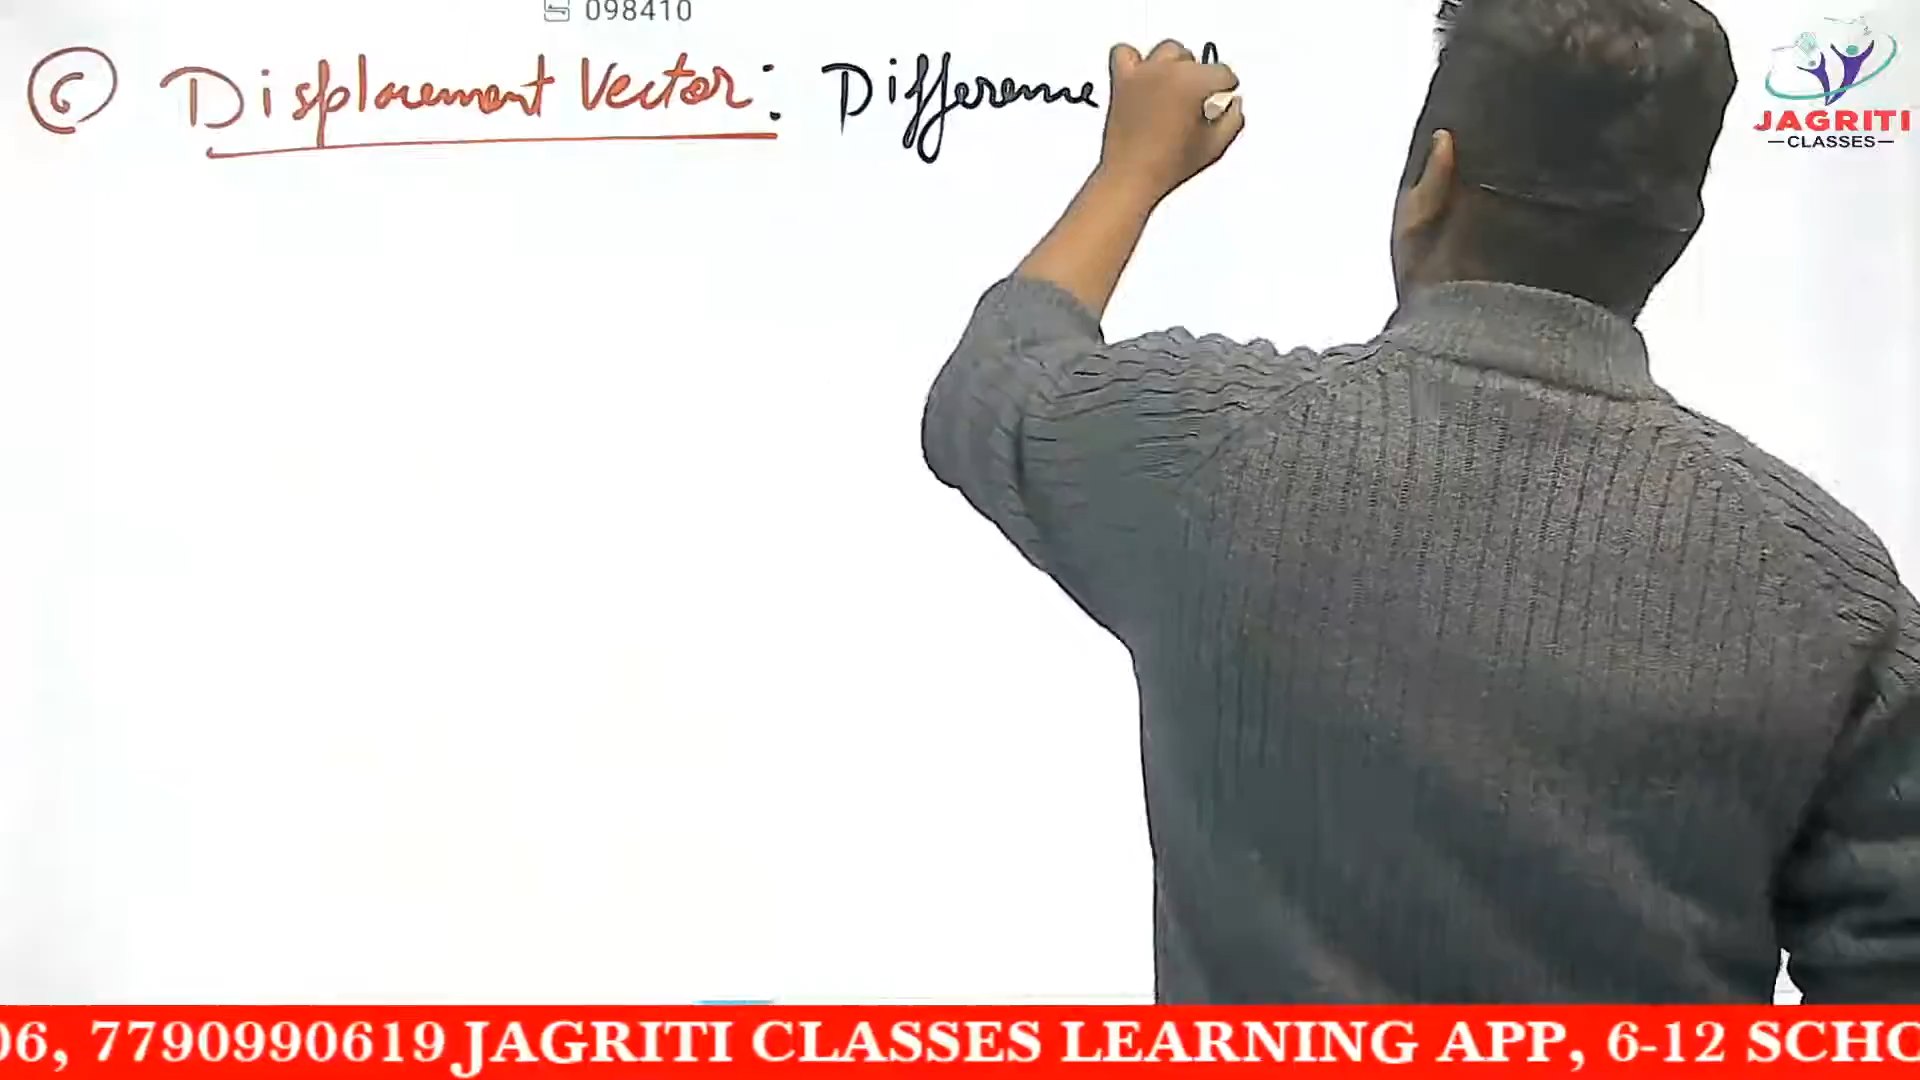 098410
6 Displacement Vector: Difference
JAGRITI
CLASSES
06, 7790990619 JAGRITI CLASSES LEARNING APP, 6-12 SCHO